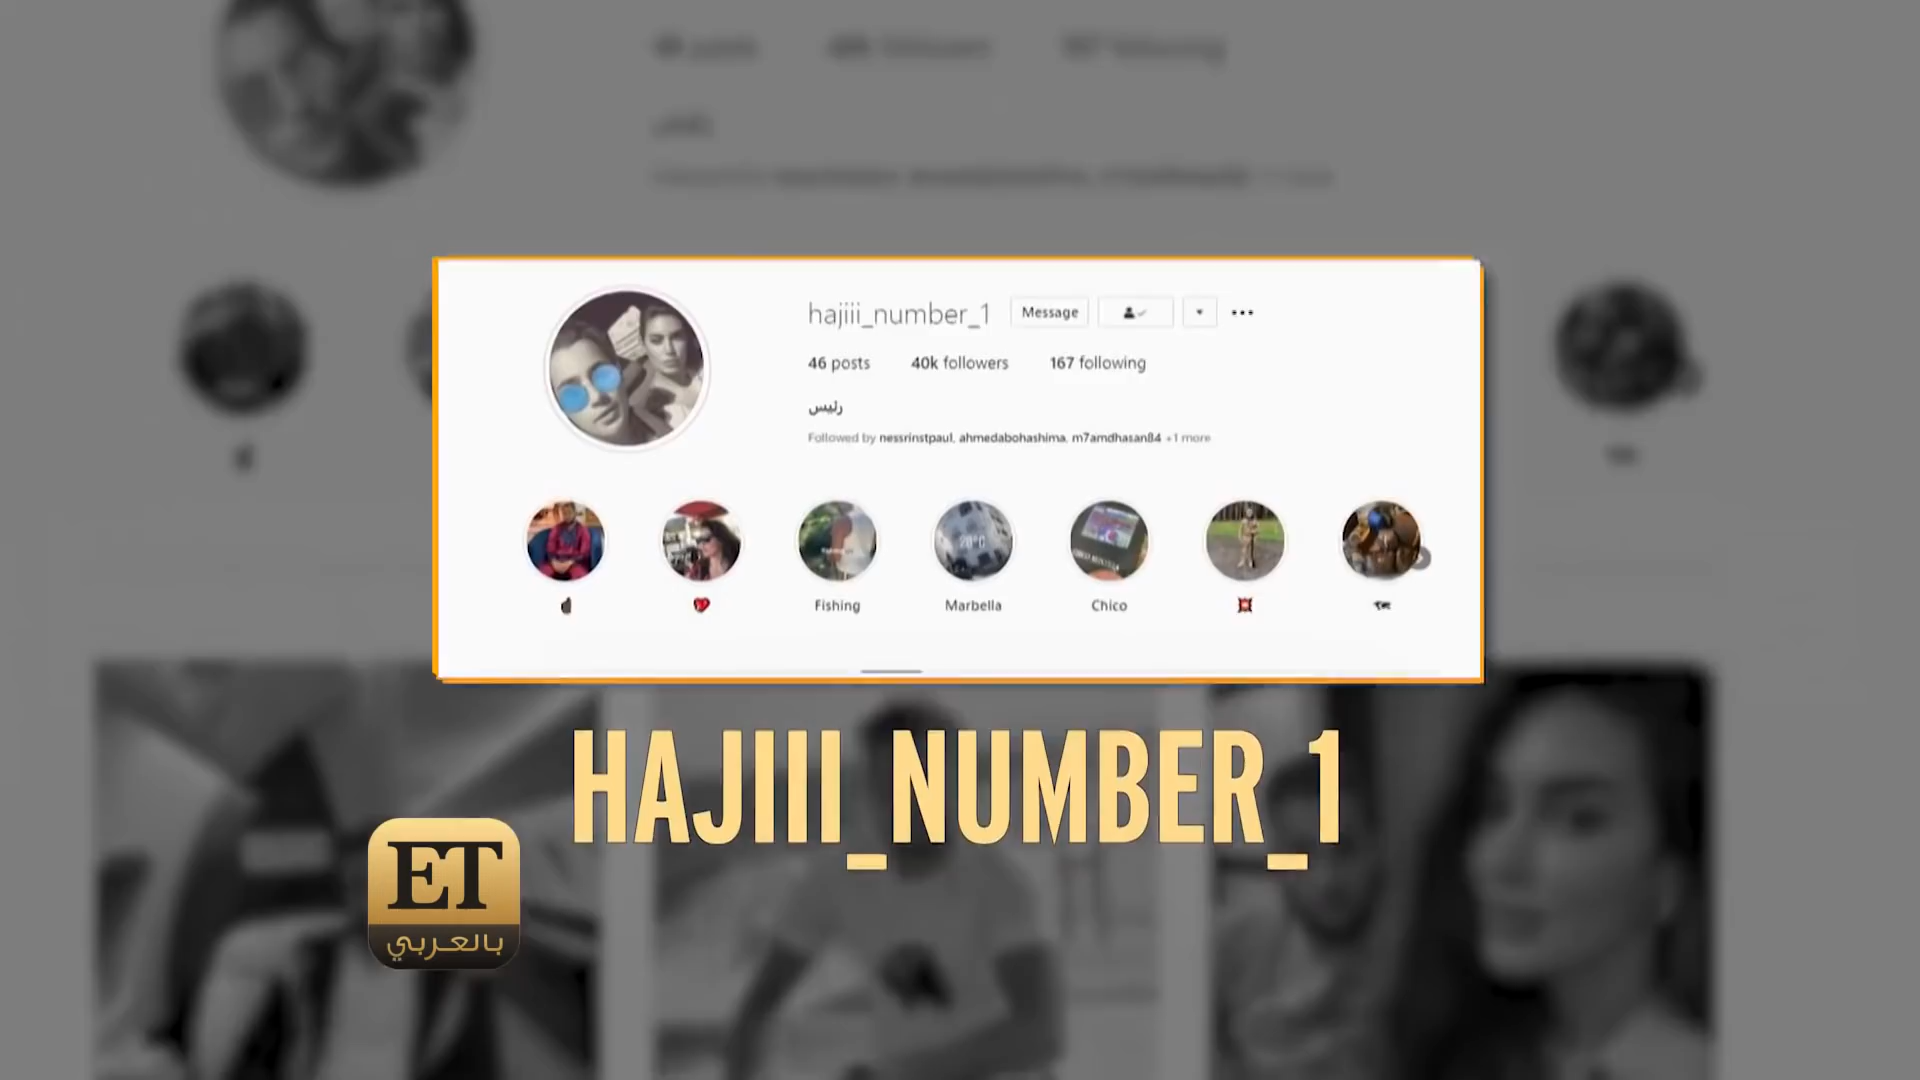 hajiii_number_1 Message
46 posts 40k followers 167 following
رئيس
Followed by nessrinstpaul, ahmedabohashima, m7amdhasan84 +1 more
20°C
Fishing Marbella Chico
HAJIII_NUMBER_1
ET
بالعربي